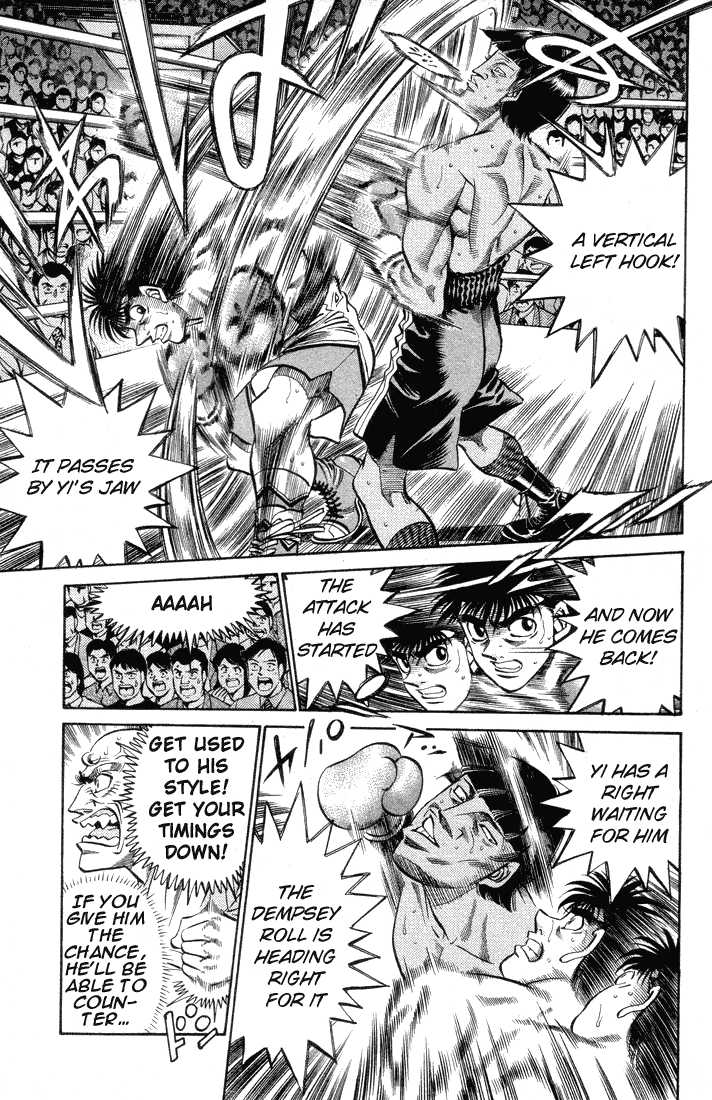 A VERTICAL
LEFT HOOK!
IT PASSES
BY YI'S JAW
AND NOW
HE COMES
BACK!
THE
ATTACK
HAS
STARTED
AAAAH
YI HAS A
RIGHT
WAITING
FOR HIM
THE
DEMPSEY
ROLL IS
HEADING
RIGHT
FOR IT
GET USED
TO HIS
STYLE!
GET YOUR
TIMINGS
DOWN!
IF YOU
GIVE HIM
THE
CHANCE,
HE'LL BE
ABLE TO
COUN-
TER...